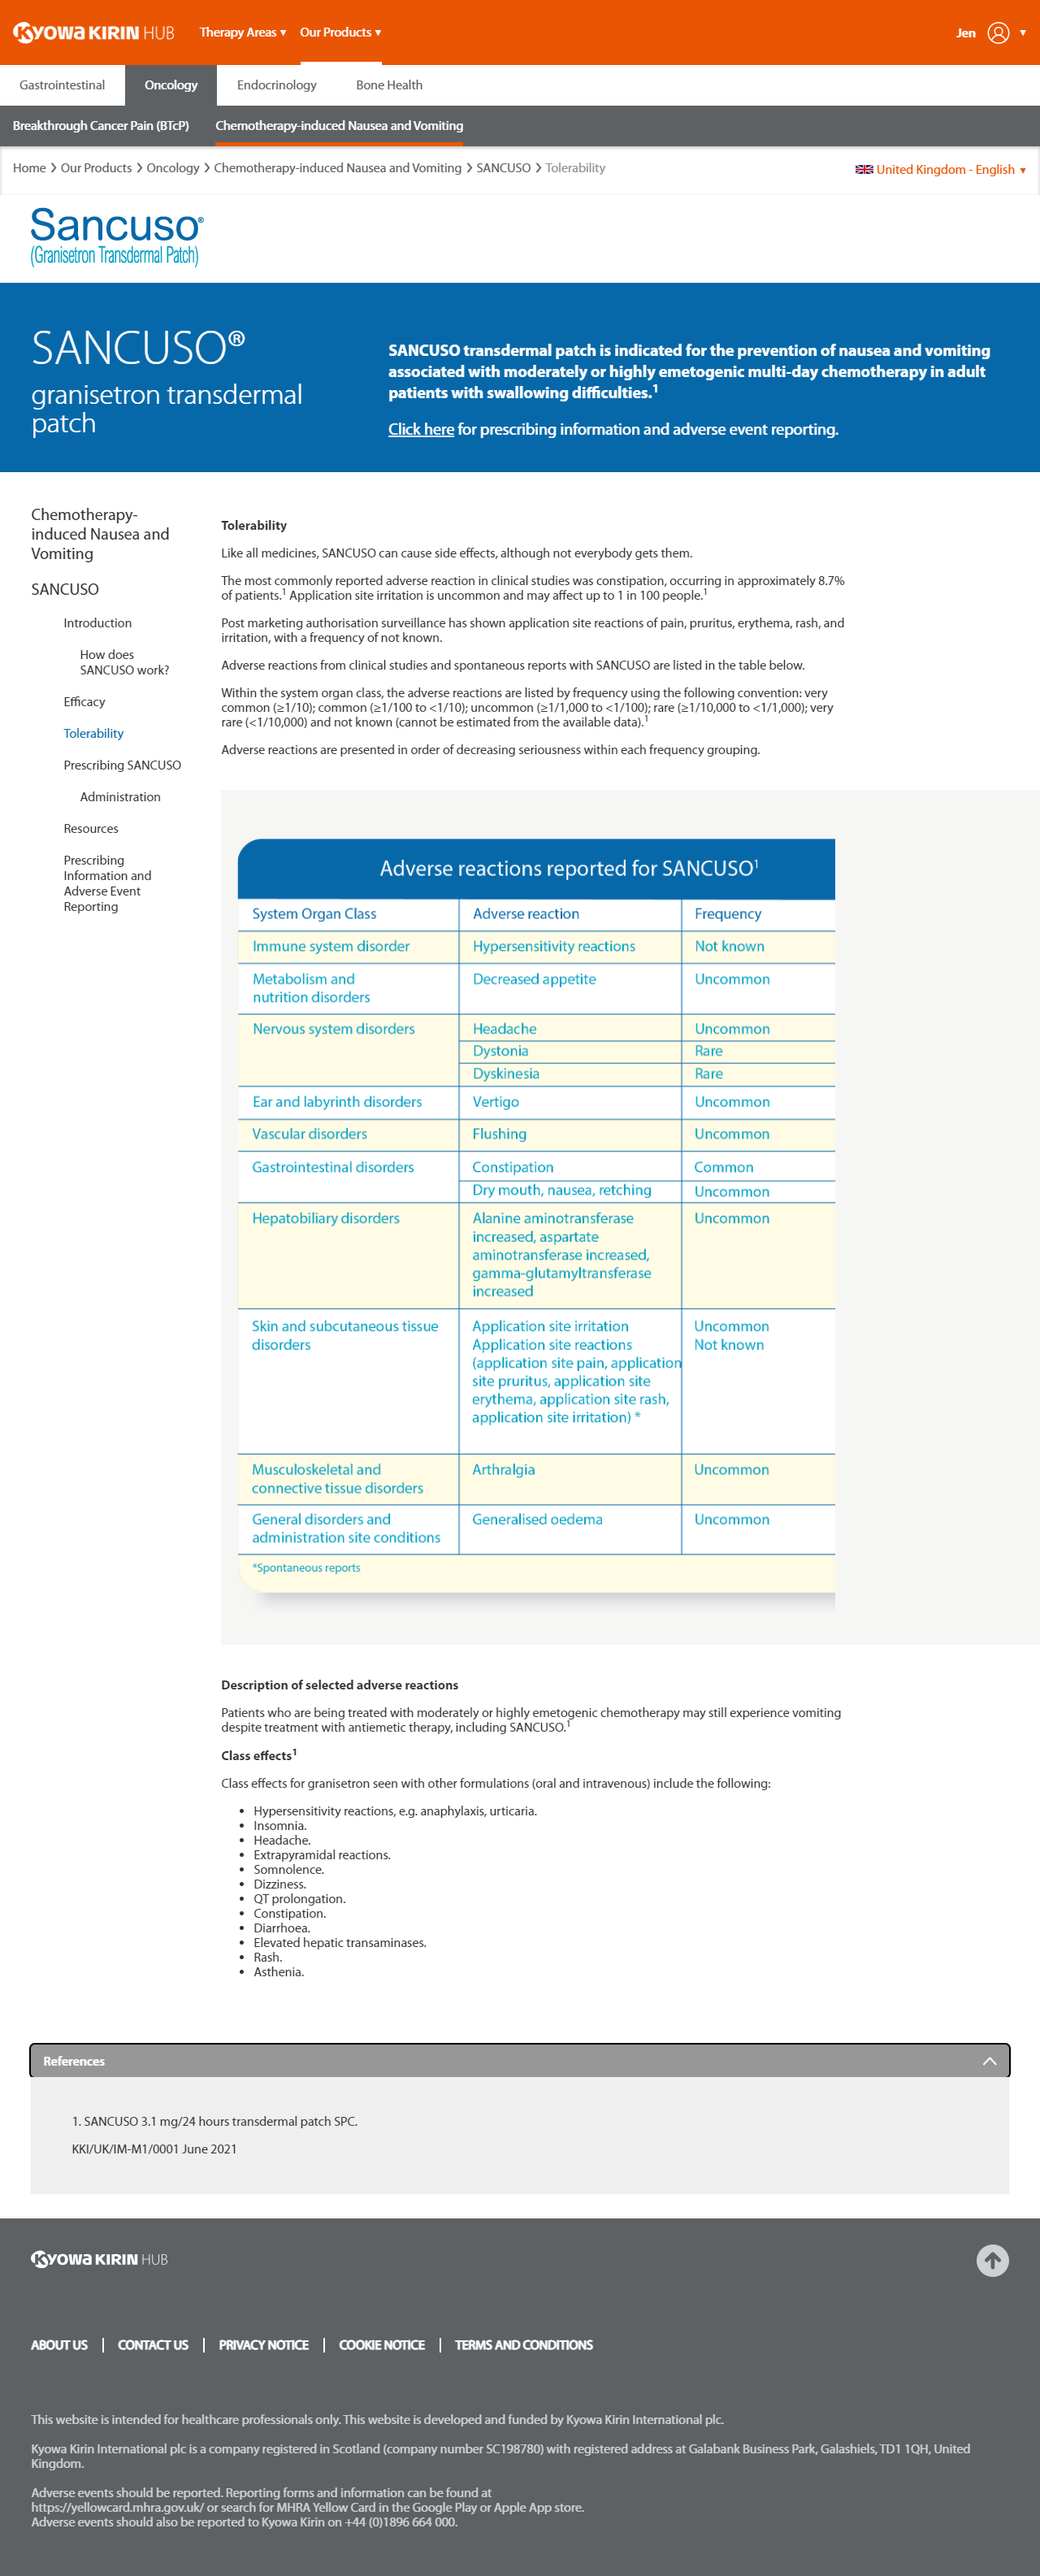 KYOWA KIRIN HUB
Therapy Areas ▼ Our Products ▼
Jen ▼
Gastrointestinal Oncology Endocrinology Bone Health
Breakthrough Cancer Pain (BTcP) Chemotherapy-induced Nausea and Vomiting
Home > Our Products > Oncology > Chemotherapy-induced Nausea and Vomiting > SANCUSO > Tolerability
United Kingdom - English ▼
Sancuso®
(Granisetron Transdermal Patch)
SANCUSO®
granisetron transdermal
patch
SANCUSO transdermal patch is indicated for the prevention of nausea and vomiting
associated with moderately or highly emetogenic multi-day chemotherapy in adult
patients with swallowing difficulties.1
Click here for prescribing information and adverse event reporting.
Chemotherapy-
induced Nausea and
Vomiting
SANCUSO
Introduction
How does
SANCUSO work?
Efficacy
Tolerability
Prescribing SANCUSO
Administration
Resources
Prescribing
Information and
Adverse Event
Reporting
Tolerability
Like all medicines, SANCUSO can cause side effects, although not everybody gets them.
The most commonly reported adverse reaction in clinical studies was constipation, occurring in approximately 8.7%
of patients.1 Application site irritation is uncommon and may affect up to 1 in 100 people.1
Post marketing authorisation surveillance has shown application site reactions of pain, pruritus, erythema, rash, and
irritation, with a frequency of not known.
Adverse reactions from clinical studies and spontaneous reports with SANCUSO are listed in the table below.
Within the system organ class, the adverse reactions are listed by frequency using the following convention: very
common (≥1/10); common (≥1/100 to <1/10); uncommon (≥1/1,000 to <1/100); rare (≥1/10,000 to <1/1,000); very
rare (<1/10,000) and not known (cannot be estimated from the available data).1
Adverse reactions are presented in order of decreasing seriousness within each frequency grouping.
Adverse reactions reported for SANCUSO1
System Organ Class Adverse reaction Frequency
Immune system disorder Hypersensitivity reactions Not known
Metabolism and Decreased appetite Uncommon
nutrition disorders
Nervous system disorders Headache Uncommon
Dystonia Rare
Dyskinesia Rare
Ear and labyrinth disorders Vertigo Uncommon
Vascular disorders Flushing Uncommon
Gastrointestinal disorders Constipation Common
Dry mouth, nausea, retching Uncommon
Hepatobiliary disorders Alanine aminotransferase Uncommon
increased, aspartate
aminotransferase increased,
gamma-glutamyltransferase
increased
Skin and subcutaneous tissue Application site irritation Uncommon
disorders Application site reactions Not known
(application site pain, application
site pruritus, application site
erythema, application site rash,
application site irritation) *
Musculoskeletal and Arthralgia Uncommon
connective tissue disorders
General disorders and Generalised oedema Uncommon
administration site conditions
*Spontaneous reports
Description of selected adverse reactions
Patients who are being treated with moderately or highly emetogenic chemotherapy may still experience vomiting
despite treatment with antiemetic therapy, including SANCUSO.1
Class effects1
Class effects for granisetron seen with other formulations (oral and intravenous) include the following:
• Hypersensitivity reactions, e.g. anaphylaxis, urticaria.
• Insomnia.
• Headache.
• Extrapyramidal reactions.
• Somnolence.
• Dizziness.
• QT prolongation.
• Constipation.
• Diarrhoea.
• Elevated hepatic transaminases.
• Rash.
• Asthenia.
References
1. SANCUSO 3.1 mg/24 hours transdermal patch SPC.
KKI/UK/IM-M1/0001 June 2021
KYOWA KIRIN HUB
ABOUT US | CONTACT US | PRIVACY NOTICE | COOKIE NOTICE | TERMS AND CONDITIONS
This website is intended for healthcare professionals only. This website is developed and funded by Kyowa Kirin International plc.
Kyowa Kirin International plc is a company registered in Scotland (company number SC198780) with registered address at Galabank Business Park, Galashiels, TD1 1QH, United
Kingdom.
Adverse events should be reported. Reporting forms and information can be found at
https://yellowcard.mhra.gov.uk/ or search for MHRA Yellow Card in the Google Play or Apple App store.
Adverse events should also be reported to Kyowa Kirin on +44 (0)1896 664 000.